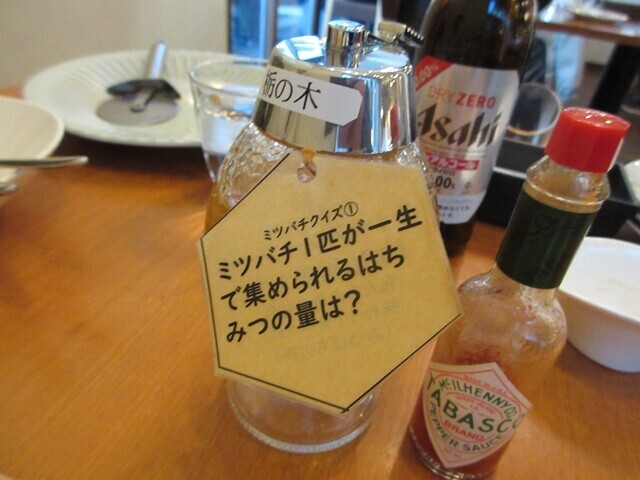 栃の木
ミツバチクイズ①
ミツバチ1匹が一生
で集められるはち
みつの量は?
DRY ZERO
Asahi
McILHENNY CO.
TABASCO
BRAND
PEPPER SAUCE